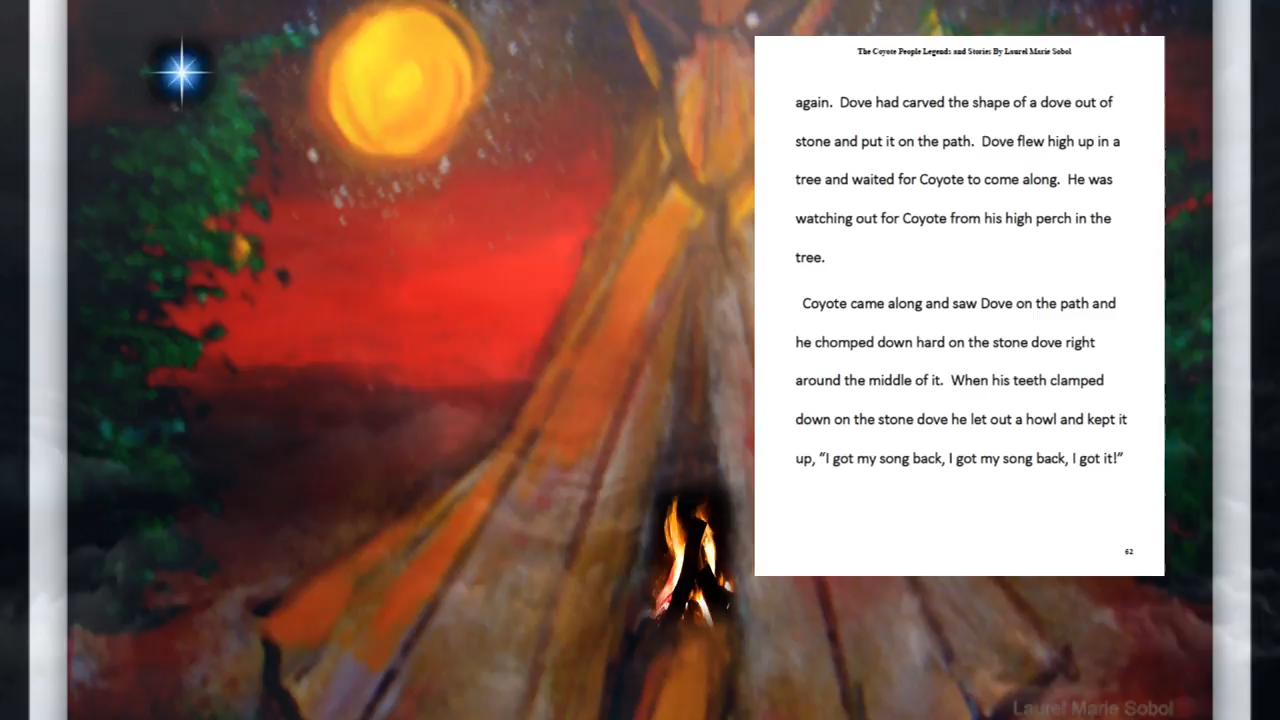 The Coyote People Legends and Stories By Laurel Marie Sobol
again.  Dove had carved the shape of a dove out of
stone and put it on the path.  Dove flew high up in a
tree and waited for Coyote to come along.  He was
watching out for Coyote from his high perch in the
tree.
Coyote came along and saw Dove on the path and
he chomped down hard on the stone dove right
around the middle of it.  When his teeth clamped
down on the stone dove he let out a howl and kept it
up, “I got my song back, I got my song back, I got it!”
62
Laurel Marie Sobol